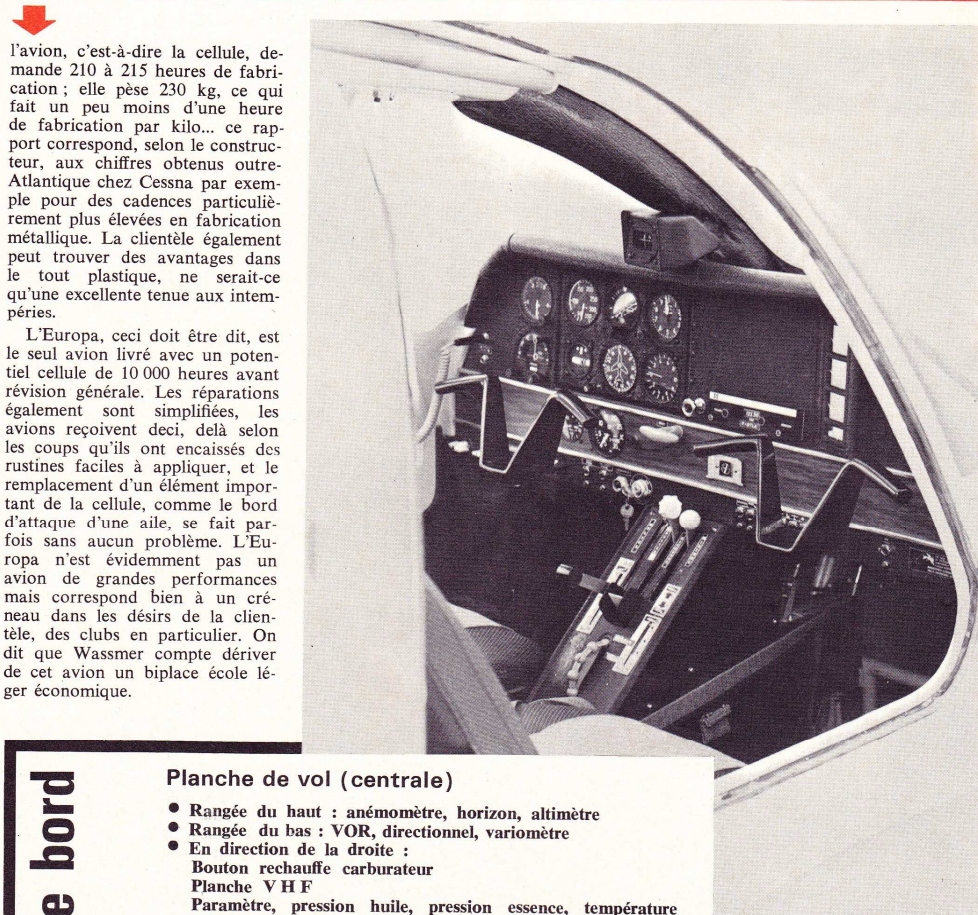 l'avion, c'est-à-dire la cellule, de-
mande 210 à 215 heures de fabri-
cation ; elle pèse 230 kg, ce qui
fait un peu moins d'une heure
de fabrication par kilo... ce rap-
port correspond, selon le construc-
teur, aux chiffres obtenus outre-
Atlantique chez Cessna par exem-
ple pour des cadences particuliè-
rement plus élevées en fabrication
métallique. La clientèle également
peut trouver des avantages dans
le tout plastique, ne serait-ce
qu'une excellente tenue aux intem-
péries.
L'Europa, ceci doit être dit, est
le seul avion livré avec un poten-
tiel cellule de 10 000 heures avant
révision générale. Les réparations
également sont simplifiées, les
avions reçoivent deci, delà selon
les coups qu'ils ont encaissés des
rustines faciles à appliquer, et le
remplacement d'un élément impor-
tant de la cellule, comme le bord
d'attaque d'une aile, se fait par-
fois sans aucun problème. L'Eu-
ropa n'est évidemment pas un
avion de grandes performances
mais correspond bien à un cré-
neau dans les désirs de la clien-
tèle, des clubs en particulier. On
dit que Wassmer compte dériver
de cet avion un biplace école lé-
ger économique.
e bord
Planche de vol (centrale)
● Rangée du haut : anémomètre, horizon, altimètre
● Rangée du bas : VOR, directionnel, variomètre
● En direction de la droite :
Bouton rechauffe carburateur
Planche V H F
Paramètre, pression huile, pression essence, température